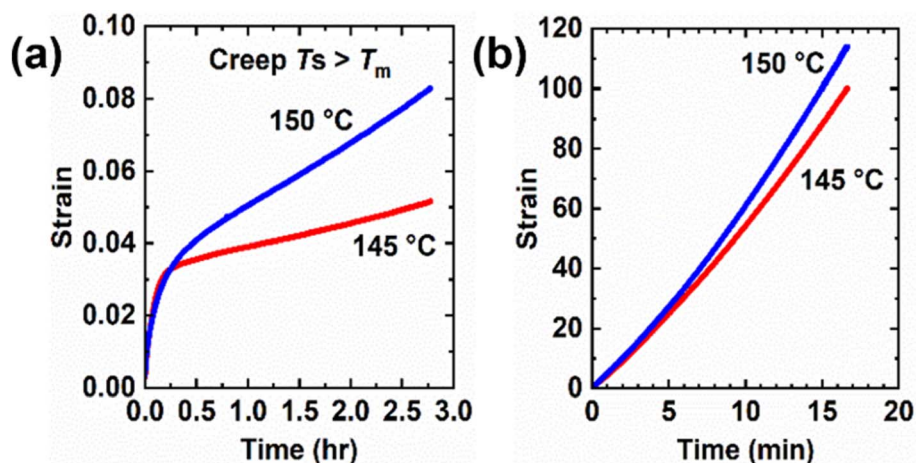 (a)
Creep Ts > Tm
150 °C
145 °C
Strain
0.10
0.08
0.06
0.04
0.02
0.00
0.0 0.5 1.0 1.5 2.0 2.5 3.0
Time (hr)
(b)
150 °C
145 °C
Strain
120
100
80
60
40
20
0
0 5 10 15 20
Time (min)